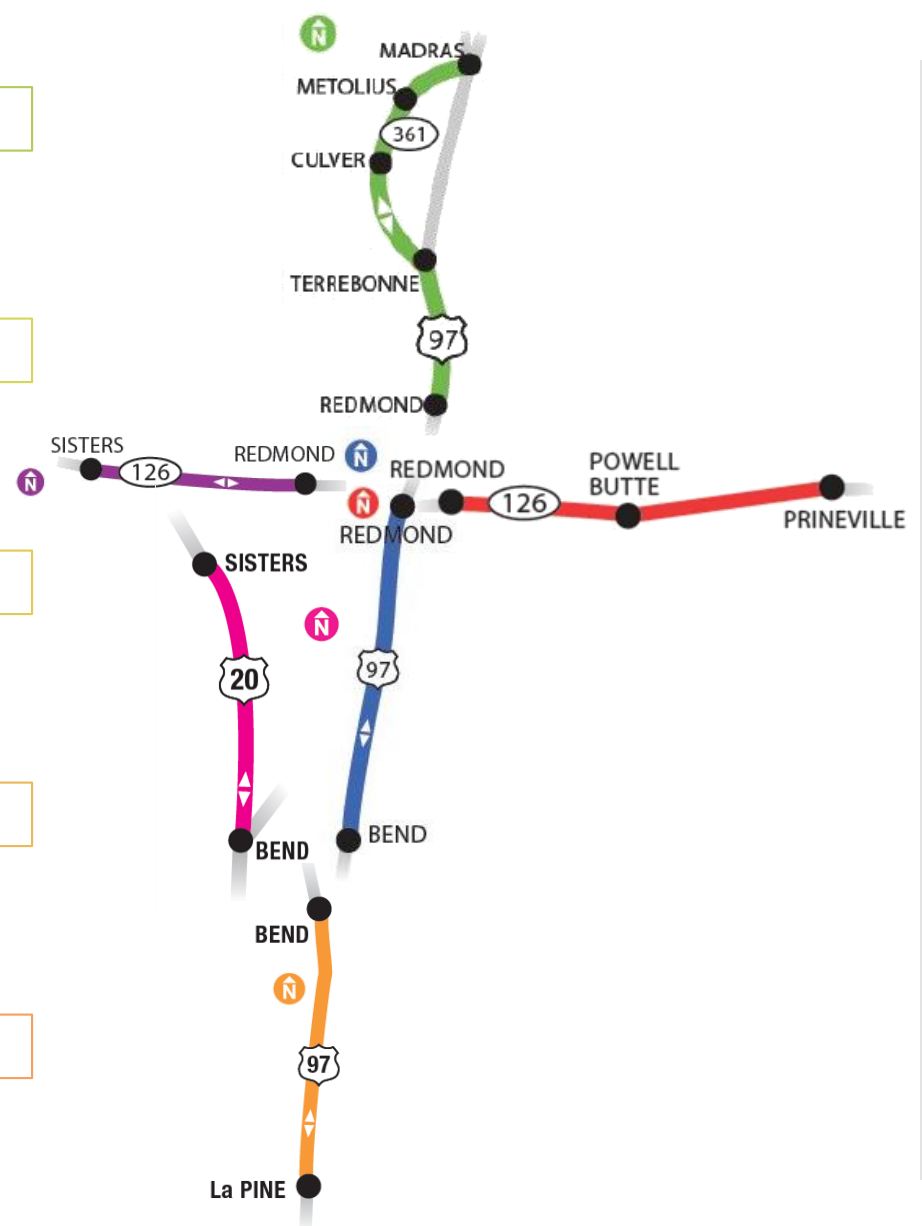 N
MADRAS
METOLIUS
361
CULVER
TERREBONNE
97
REDMOND
SISTERS
126
REDMOND
N
N
REDMOND
N
REDMOND
126
POWELL
BUTTE
PRINEVILLE
SISTERS
N
20
97
BEND
BEND
BEND
N
97
La PINE